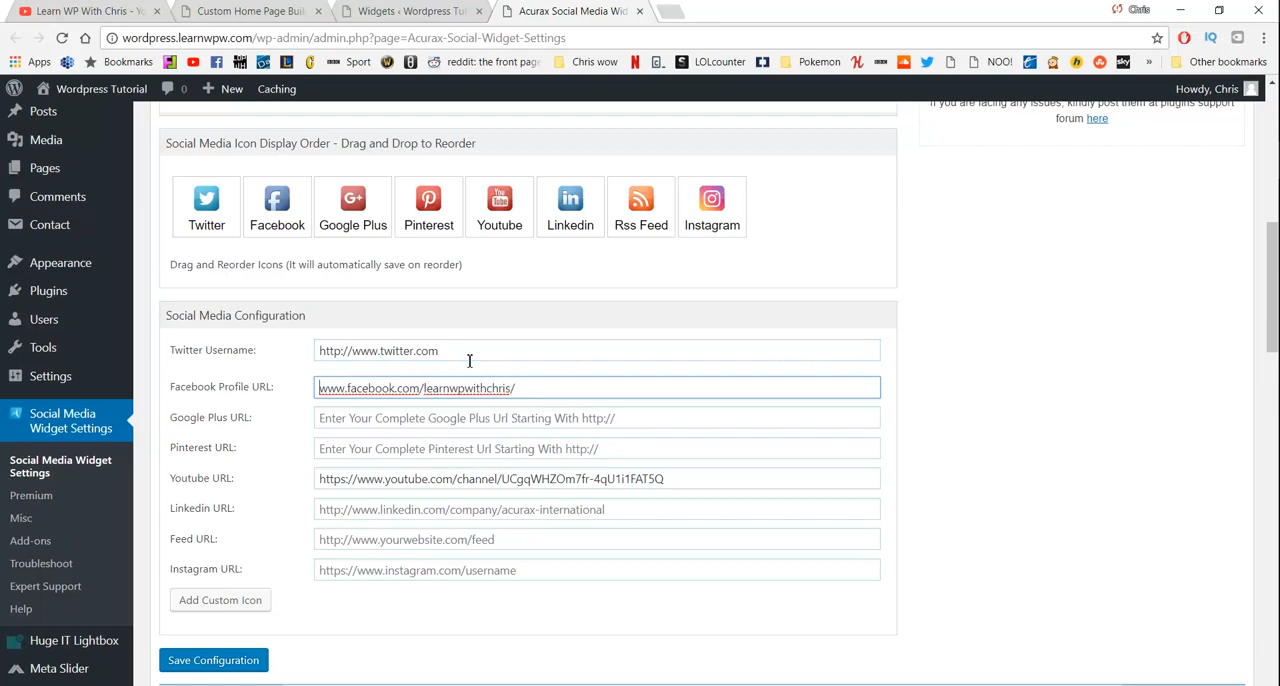 Learn WP With Chris - Yo
Custom Home Page Buil
Widgets ‹ Wordpress Tut
Acurax Social Media Wid
Chris
wordpress.learnwpw.com/wp-admin/admin.php?page=Acurax-Social-Widget-Settings
Apps
Bookmarks
Sport
reddit: the front page
Chris wow
LOLcounter
Pokemon
NOO!
sky
»
Other bookmarks
Wordpress Tutorial
0
New
Caching
Howdy, Chris
Posts
Media
Pages
Comments
Contact
Appearance
Plugins
Users
Tools
Settings
Social Media
Widget Settings
Social Media Widget
Settings
Premium
Misc
Add-ons
Troubleshoot
Expert Support
Help
Huge IT Lightbox
Meta Slider
If you are facing any issues, kindly post them at plugins support
forum here
Social Media Icon Display Order - Drag and Drop to Reorder
Twitter
Facebook
Google Plus
Pinterest
Youtube
Linkedin
Rss Feed
Instagram
Drag and Reorder Icons (It will automatically save on reorder)
Social Media Configuration
Twitter Username:
http://www.twitter.com
Facebook Profile URL:
www.facebook.com/learnwpwithchris/
Google Plus URL:
Enter Your Complete Google Plus Url Starting With http://
Pinterest URL:
Enter Your Complete Pinterest Url Starting With http://
Youtube URL:
https://www.youtube.com/channel/UCgqWHZOm7fr-4qU1i1FAT5Q
Linkedin URL:
http://www.linkedin.com/company/acurax-international
Feed URL:
http://www.yourwebsite.com/feed
Instagram URL:
https://www.instagram.com/username
Add Custom Icon
Save Configuration